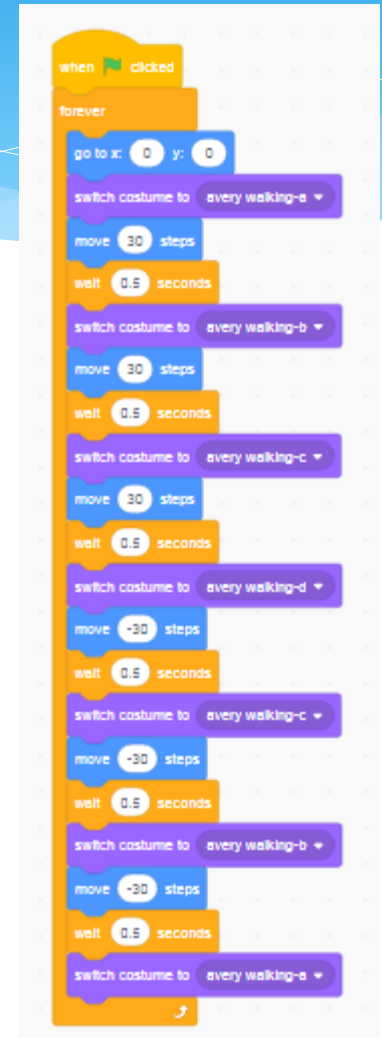 when clicked
forever
go to x: 0 y: 0
switch costume to avery walking-a
move 30 steps
wait 0.5 seconds
switch costume to avery walking-b
move 30 steps
wait 0.5 seconds
switch costume to avery walking-c
move 30 steps
wait 0.5 seconds
switch costume to avery walking-d
move -30 steps
wait 0.5 seconds
switch costume to avery walking-c
move -30 steps
wait 0.5 seconds
switch costume to avery walking-b
move -30 steps
wait 0.5 seconds
switch costume to avery walking-a